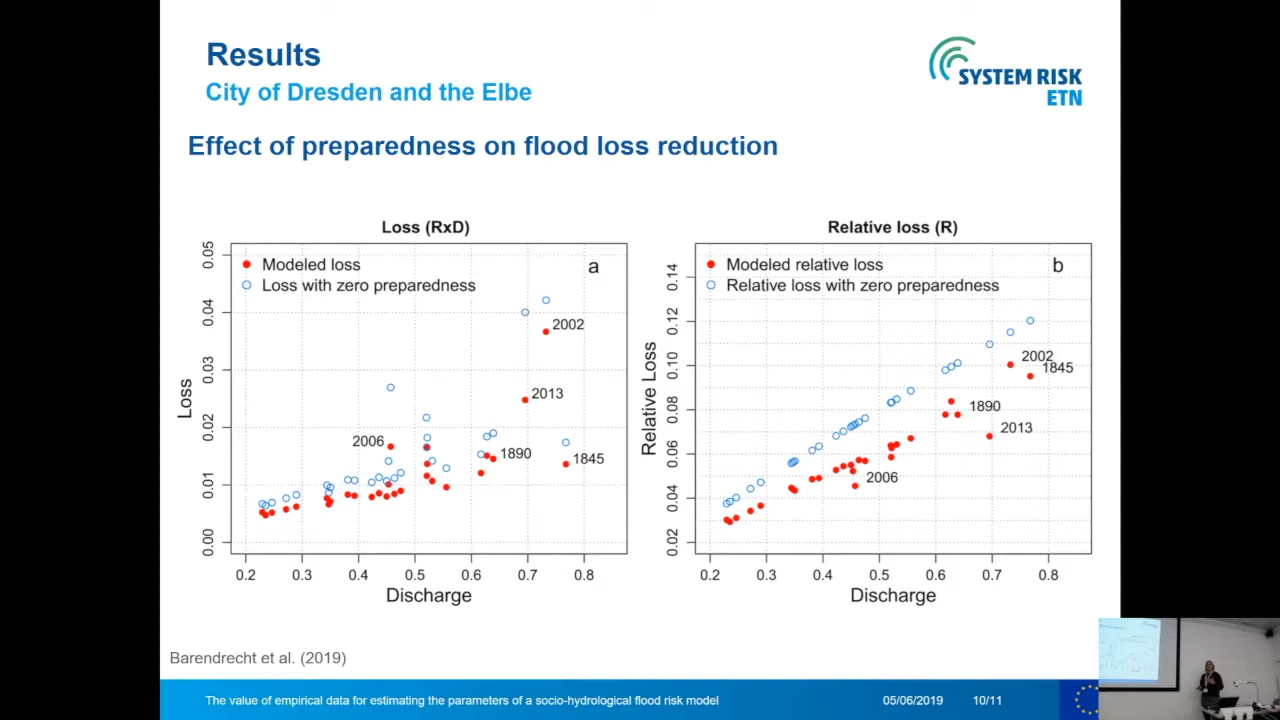 Results
City of Dresden and the Elbe
SYSTEM RISK
ETN
Effect of preparedness on flood loss reduction
Loss (RxD)
Modeled loss
Loss with zero preparedness
a
0.05
0.04
0.03
0.02
0.01
0.00
Loss
2002
2013
2006
1890
1845
0.2 0.3 0.4 0.5 0.6 0.7 0.8
Discharge
Relative loss (R)
Modeled relative loss
Relative loss with zero preparedness
b
0.14
0.12
0.10
0.08
0.06
0.04
0.02
Relative Loss
2002
1845
1890
2013
2006
0.2 0.3 0.4 0.5 0.6 0.7 0.8
Discharge
Barendrecht et al. (2019)
The value of empirical data for estimating the parameters of a socio-hydrological flood risk model 05/06/2019 10/11